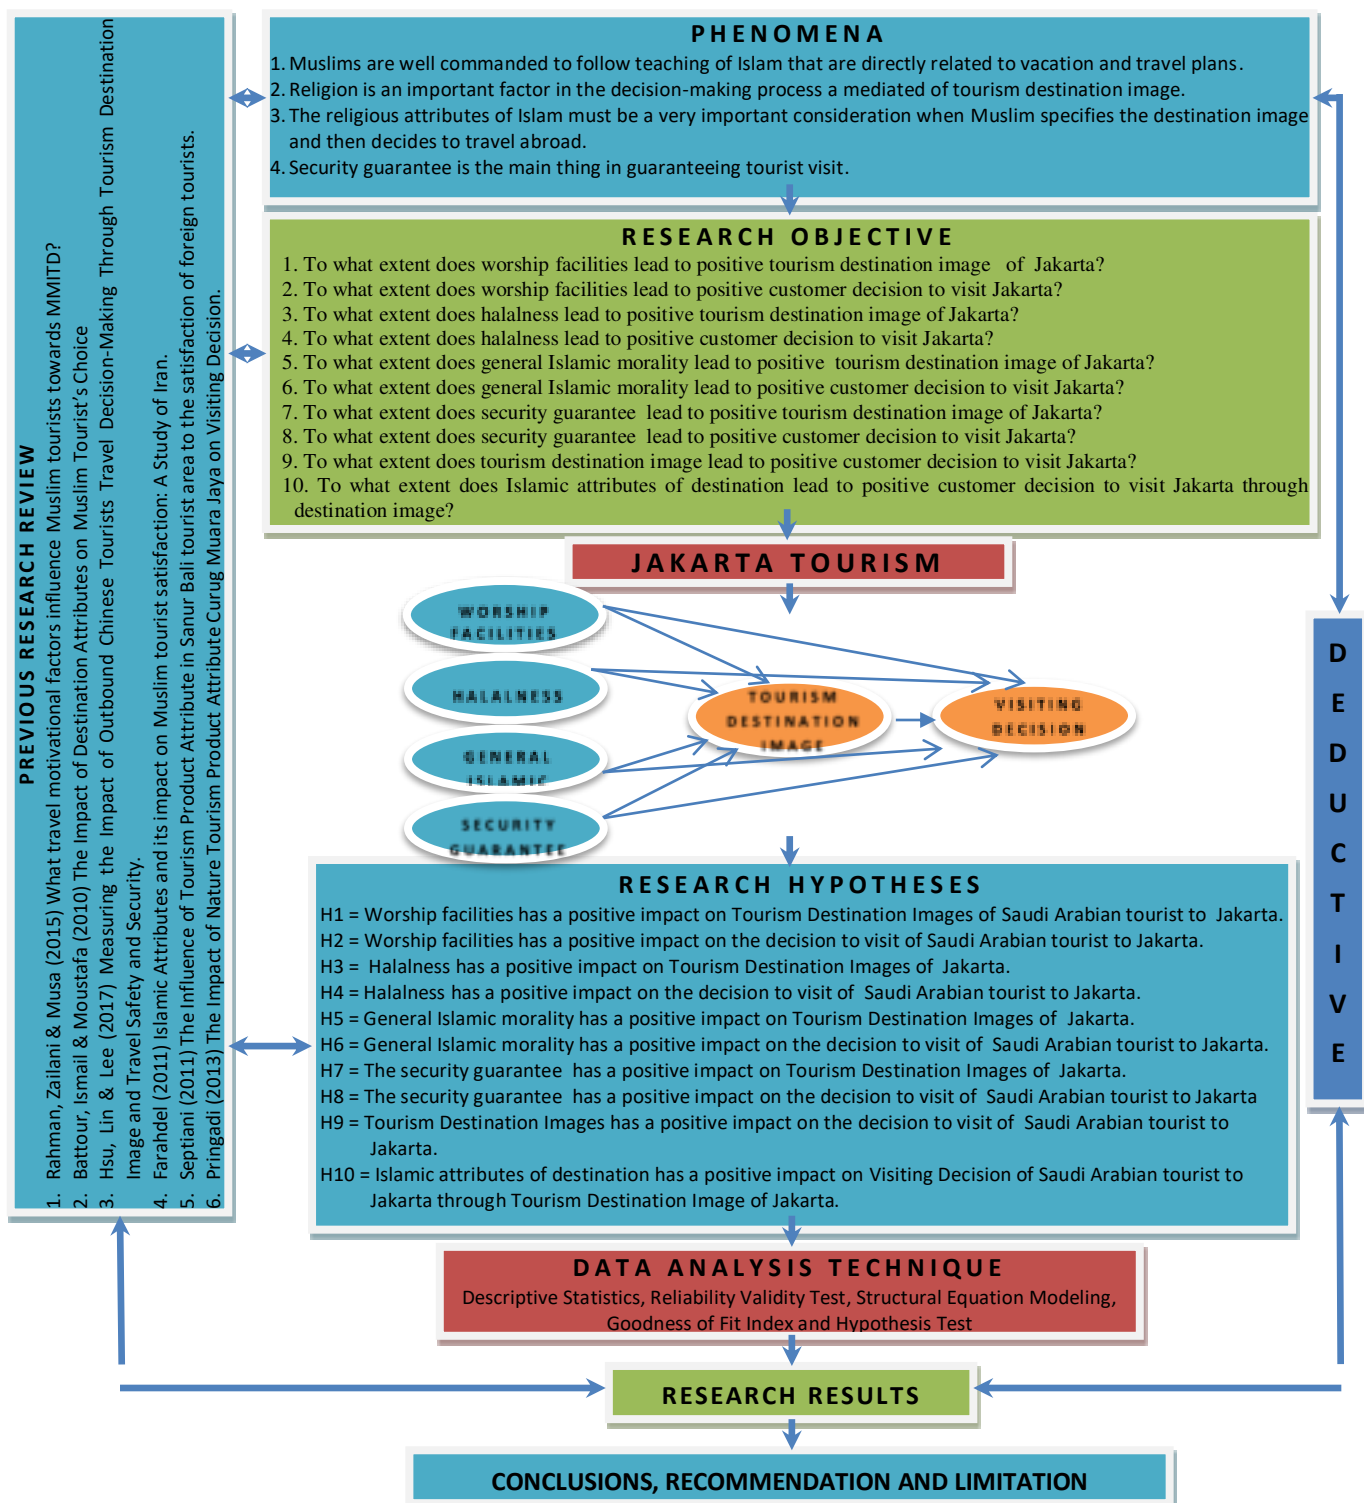 PREVIOUS RESEARCH REVIEW
1. Rahman, Zailani & Musa (2015) What travel motivational factors influence Muslim tourists towards MMITD?
2. Battour, Ismail & Moustafa (2010) The Impact of Destination Attributes on Muslim Tourist's Choice
3. Hsu, Lin & Lee (2017) Measuring the Impact of Outbound Chinese Tourists Travel Decision-Making Through Tourism Destination
Image and Travel Safety and Security.
4. Farahdel (2011) Islamic Attributes and its impact on Muslim tourist satisfaction: A Study of Iran.
5. Septiani (2011) The Influence of Tourism Product Attribute in Sanur Bali tourist area to the satisfaction of foreign tourists.
6. Pringadi (2013) The Impact of Nature Tourism Product Attribute Curug Muara Jaya on Visiting Decision.
PHENOMENA
1. Muslims are well commanded to follow teaching of Islam that are directly related to vacation and travel plans.
2. Religion is an important factor in the decision-making process a mediated of tourism destination image.
3. The religious attributes of Islam must be a very important consideration when Muslim specifies the destination image
and then decides to travel abroad.
4. Security guarantee is the main thing in guaranteeing tourist visit.
RESEARCH OBJECTIVE
1. To what extent does worship facilities lead to positive tourism destination image of Jakarta?
2. To what extent does worship facilities lead to positive customer decision to visit Jakarta?
3. To what extent does halalness lead to positive tourism destination image of Jakarta?
4. To what extent does halalness lead to positive customer decision to visit Jakarta?
5. To what extent does general Islamic morality lead to positive tourism destination image of Jakarta?
6. To what extent does general Islamic morality lead to positive customer decision to visit Jakarta?
7. To what extent does security guarantee lead to positive tourism destination image of Jakarta?
8. To what extent does security guarantee lead to positive customer decision to visit Jakarta?
9. To what extent does tourism destination image lead to positive customer decision to visit Jakarta?
10. To what extent does Islamic attributes of destination lead to positive customer decision to visit Jakarta through
destination image?
JAKARTA TOURISM
WORSHIP
FACILITIES
HALALNESS
GENERAL
ISLAMIC
SECURITY
GUARANTEE
TOURISM
DESTINATION
IMAGE
VISITING
DECISION
RESEARCH HYPOTHESES
H1 = Worship facilities has a positive impact on Tourism Destination Images of Saudi Arabian tourist to Jakarta.
H2 = Worship facilities has a positive impact on the decision to visit of Saudi Arabian tourist to Jakarta.
H3 = Halalness has a positive impact on Tourism Destination Images of Jakarta.
H4 = Halalness has a positive impact on the decision to visit of Saudi Arabian tourist to Jakarta.
H5 = General Islamic morality has a positive impact on Tourism Destination Images of Jakarta.
H6 = General Islamic morality has a positive impact on the decision to visit of Saudi Arabian tourist to Jakarta.
H7 = The security guarantee has a positive impact on Tourism Destination Images of Jakarta.
H8 = The security guarantee has a positive impact on the decision to visit of Saudi Arabian tourist to Jakarta
H9 = Tourism Destination Images has a positive impact on the decision to visit of Saudi Arabian tourist to
Jakarta.
H10 = Islamic attributes of destination has a positive impact on Visiting Decision of Saudi Arabian tourist to
Jakarta through Tourism Destination Image of Jakarta.
DATA ANALYSIS TECHNIQUE
Descriptive Statistics, Reliability Validity Test, Structural Equation Modeling,
Goodness of Fit Index and Hypothesis Test
RESEARCH RESULTS
CONCLUSIONS, RECOMMENDATION AND LIMITATION
D
E
D
U
C
T
I
V
E